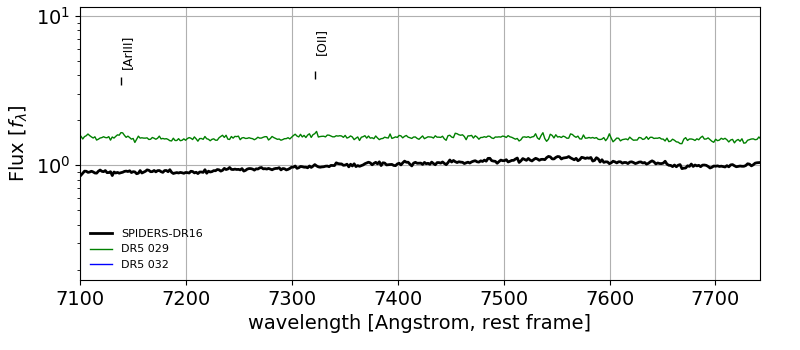 [ArIII]
[OII]
10¹
10⁰
Flux [fλ]
SPIDERS-DR16
DR5 029
DR5 032
7100 7200 7300 7400 7500 7600 7700
wavelength [Angstrom, rest frame]